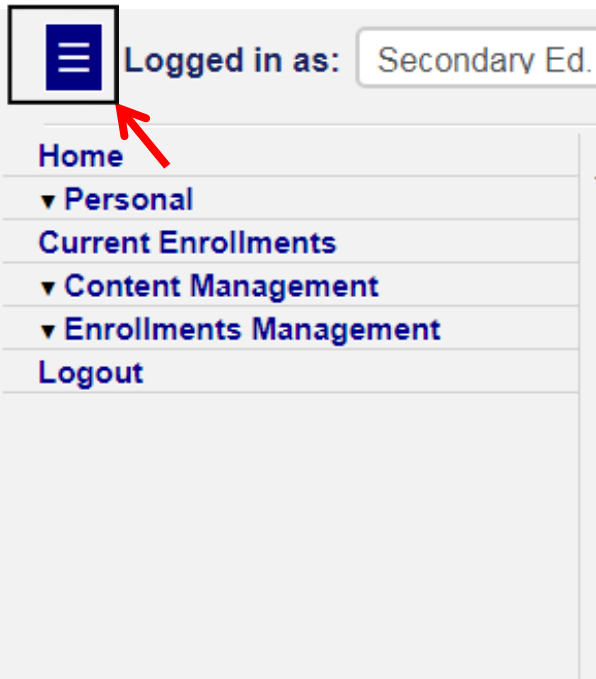 Logged in as: Secondary Ed.
Home
Personal
Current Enrollments
Content Management
Enrollments Management
Logout